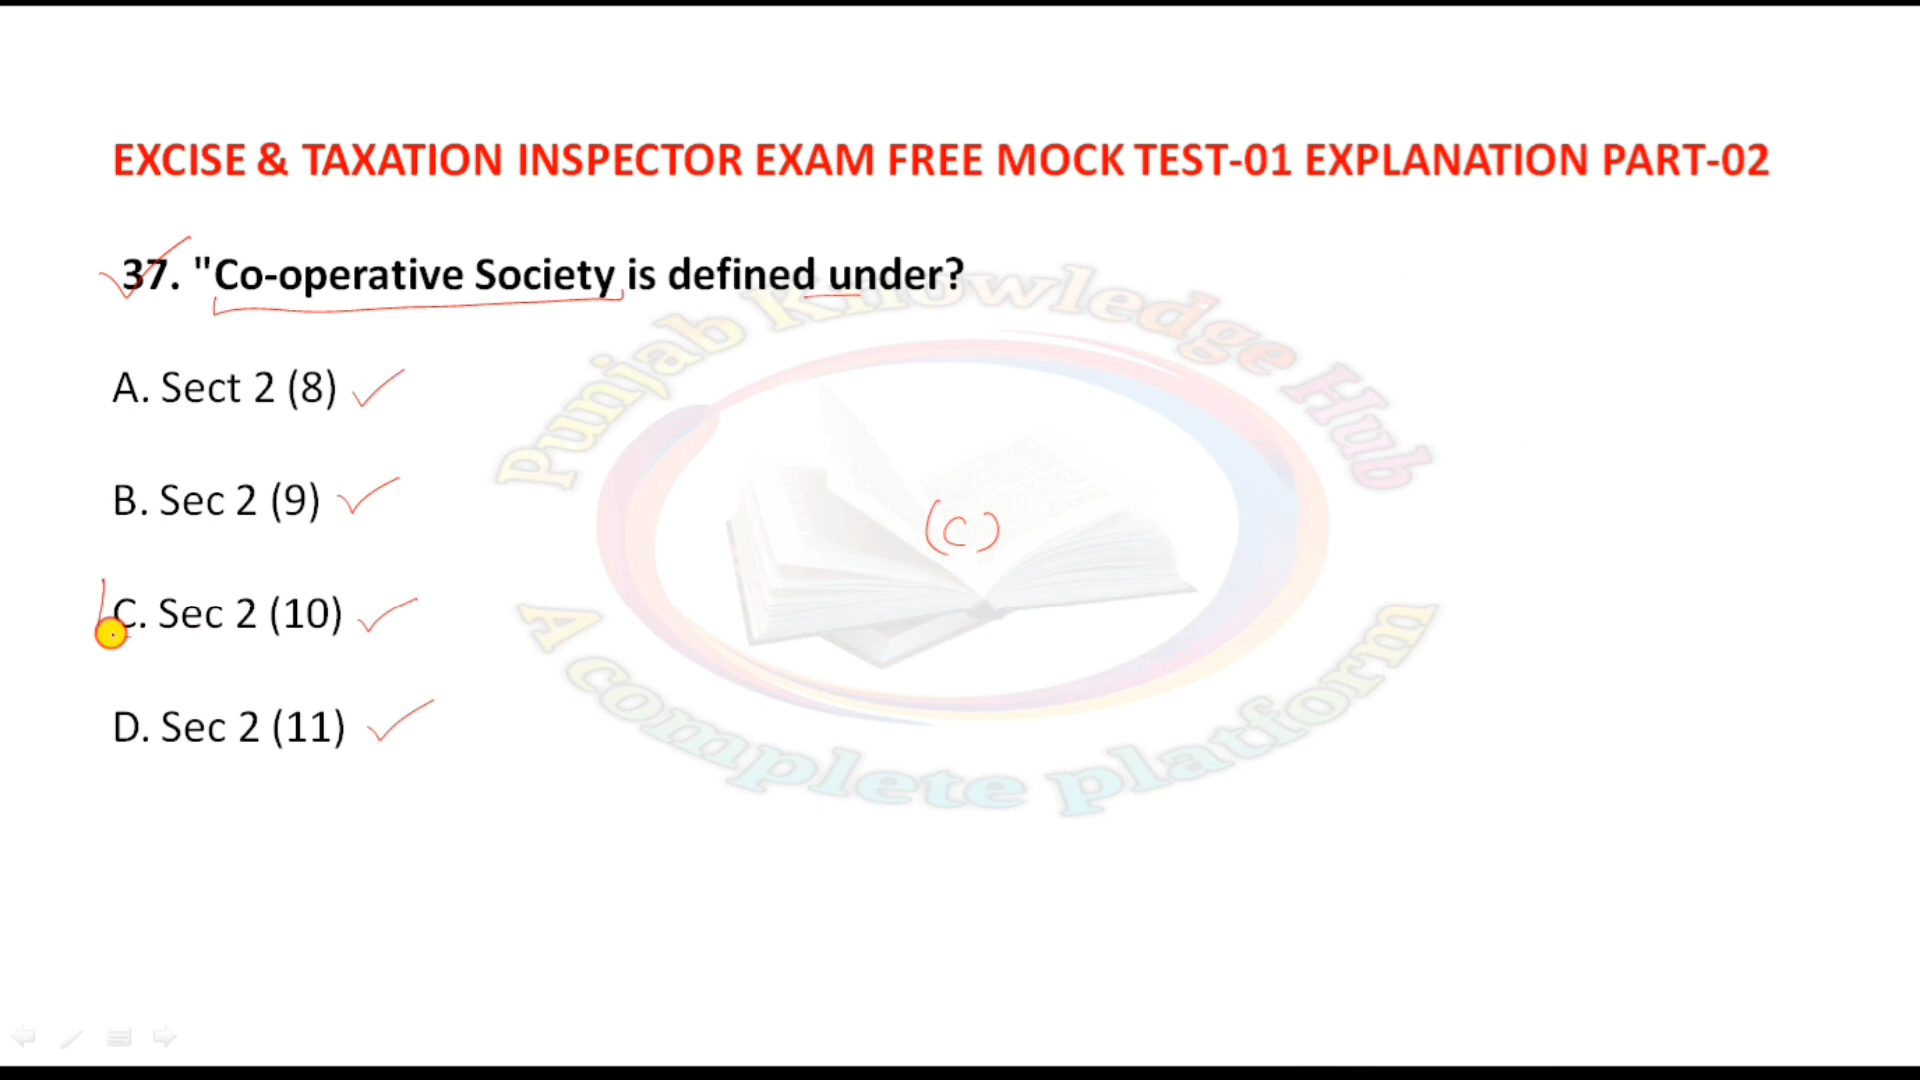 EXCISE & TAXATION INSPECTOR EXAM FREE MOCK TEST-01 EXPLANATION PART-02
37. "Co-operative Society is defined under?
Punjab Knowledge Hub
A. Sect 2 (8)
B. Sec 2 (9)
(C)
C. Sec 2 (10)
D. Sec 2 (11)
A complete platform